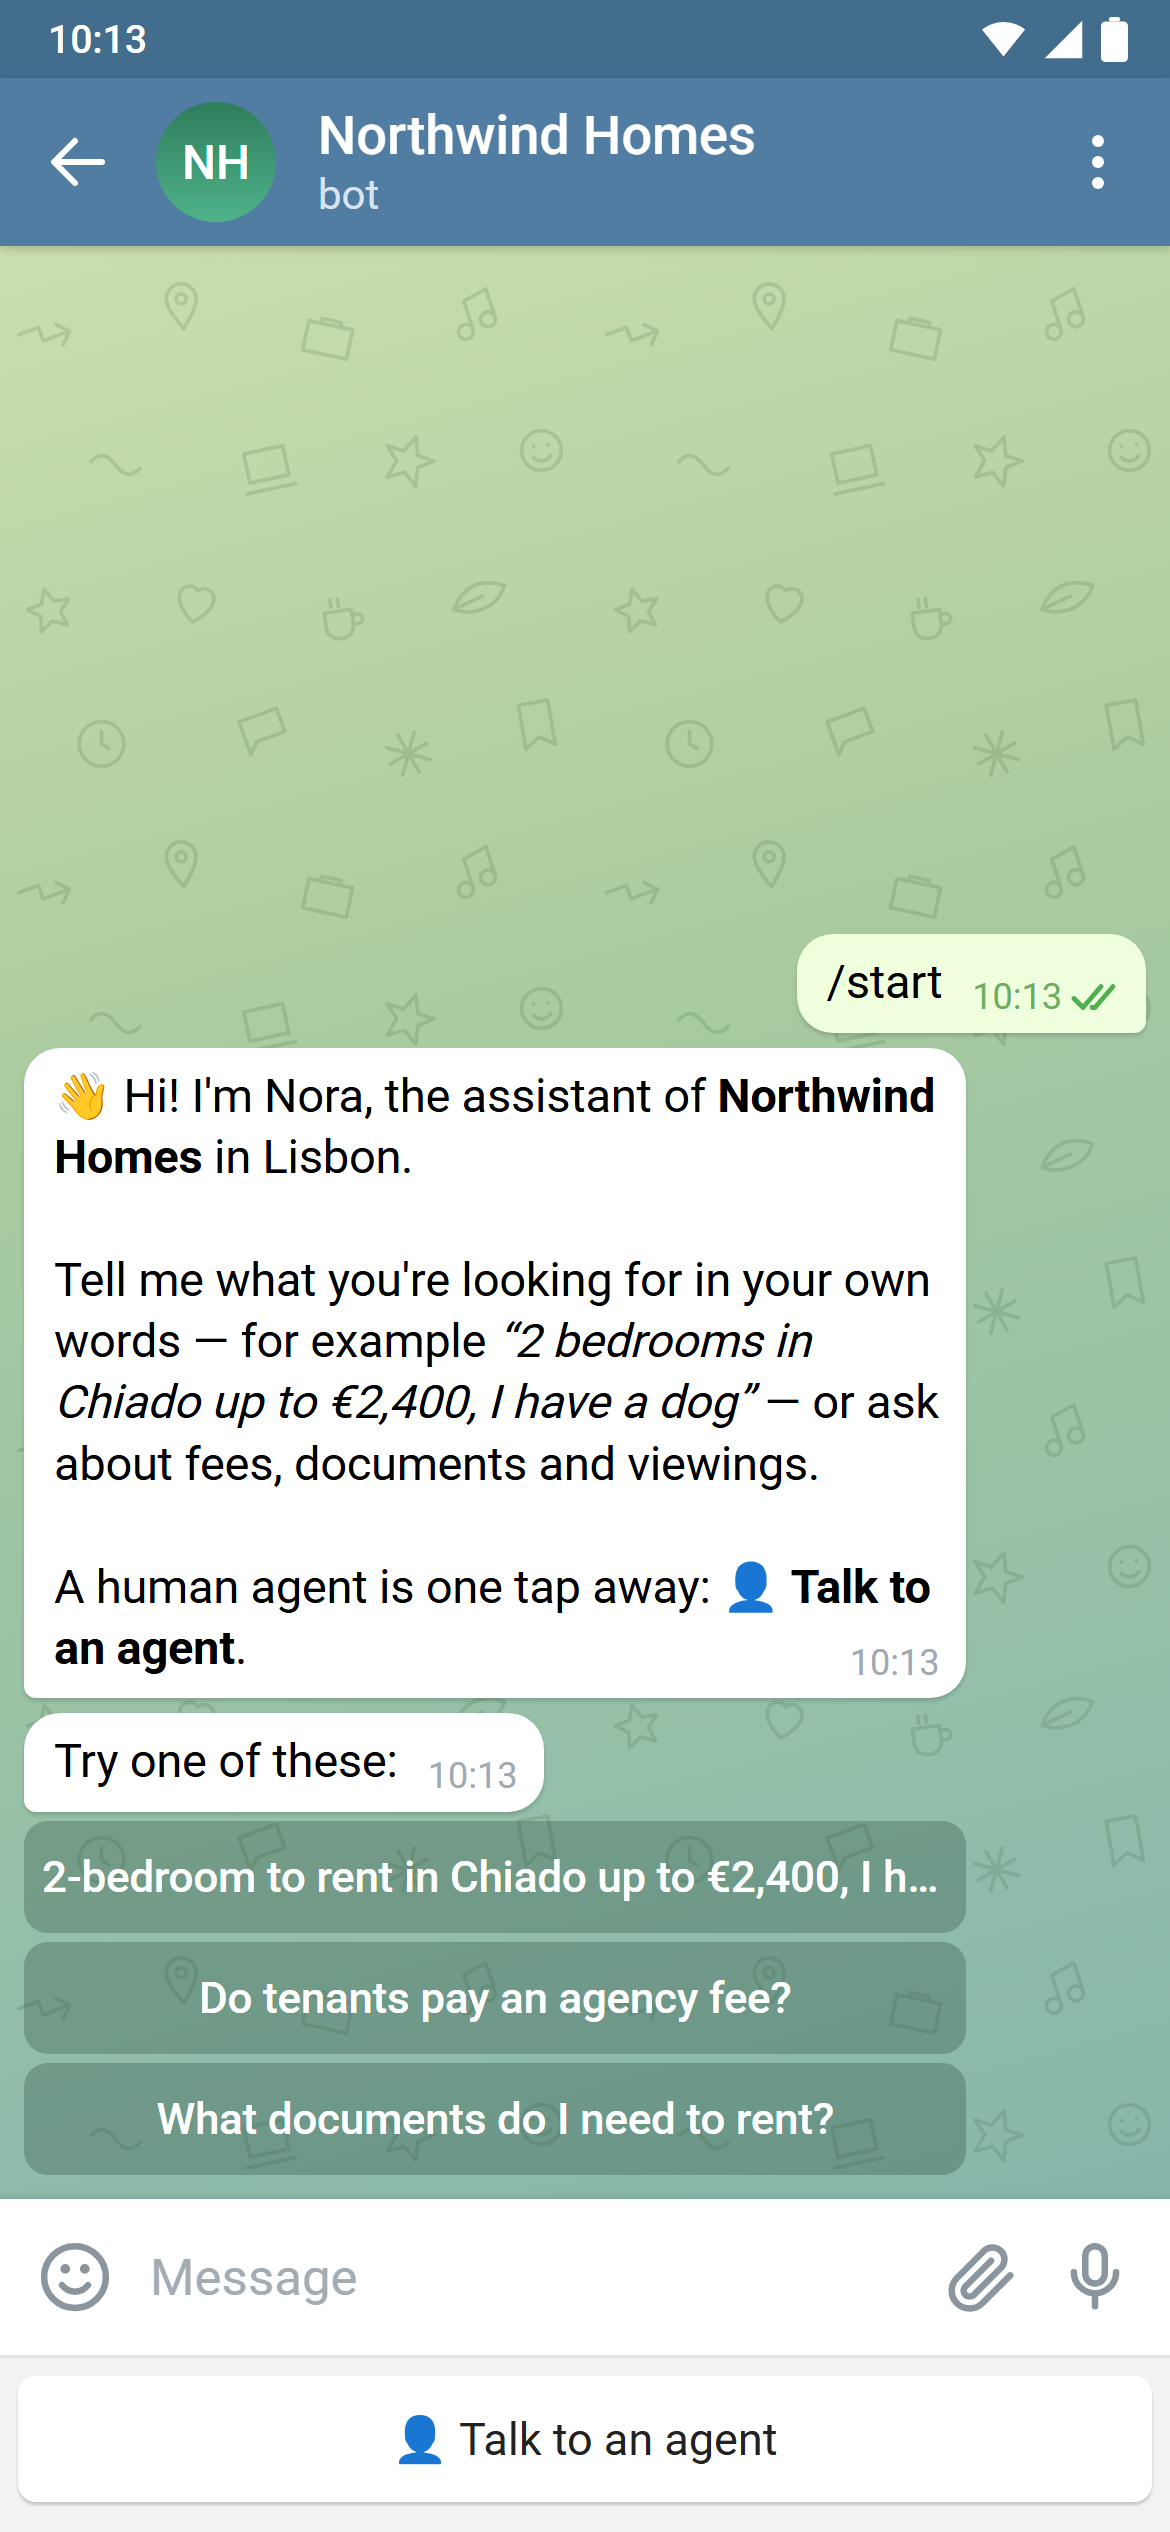 10:13
NH
Northwind Homes
bot
/start 10:13
👋 Hi! I'm Nora, the assistant of Northwind
Homes in Lisbon.
Tell me what you're looking for in your own
words — for example “2 bedrooms in
Chiado up to €2,400, I have a dog” — or ask
about fees, documents and viewings.
A human agent is one tap away: 👤 Talk to
an agent.
10:13
Try one of these: 10:13
2-bedroom to rent in Chiado up to €2,400, I h...
Do tenants pay an agency fee?
What documents do I need to rent?
Message
👤 Talk to an agent